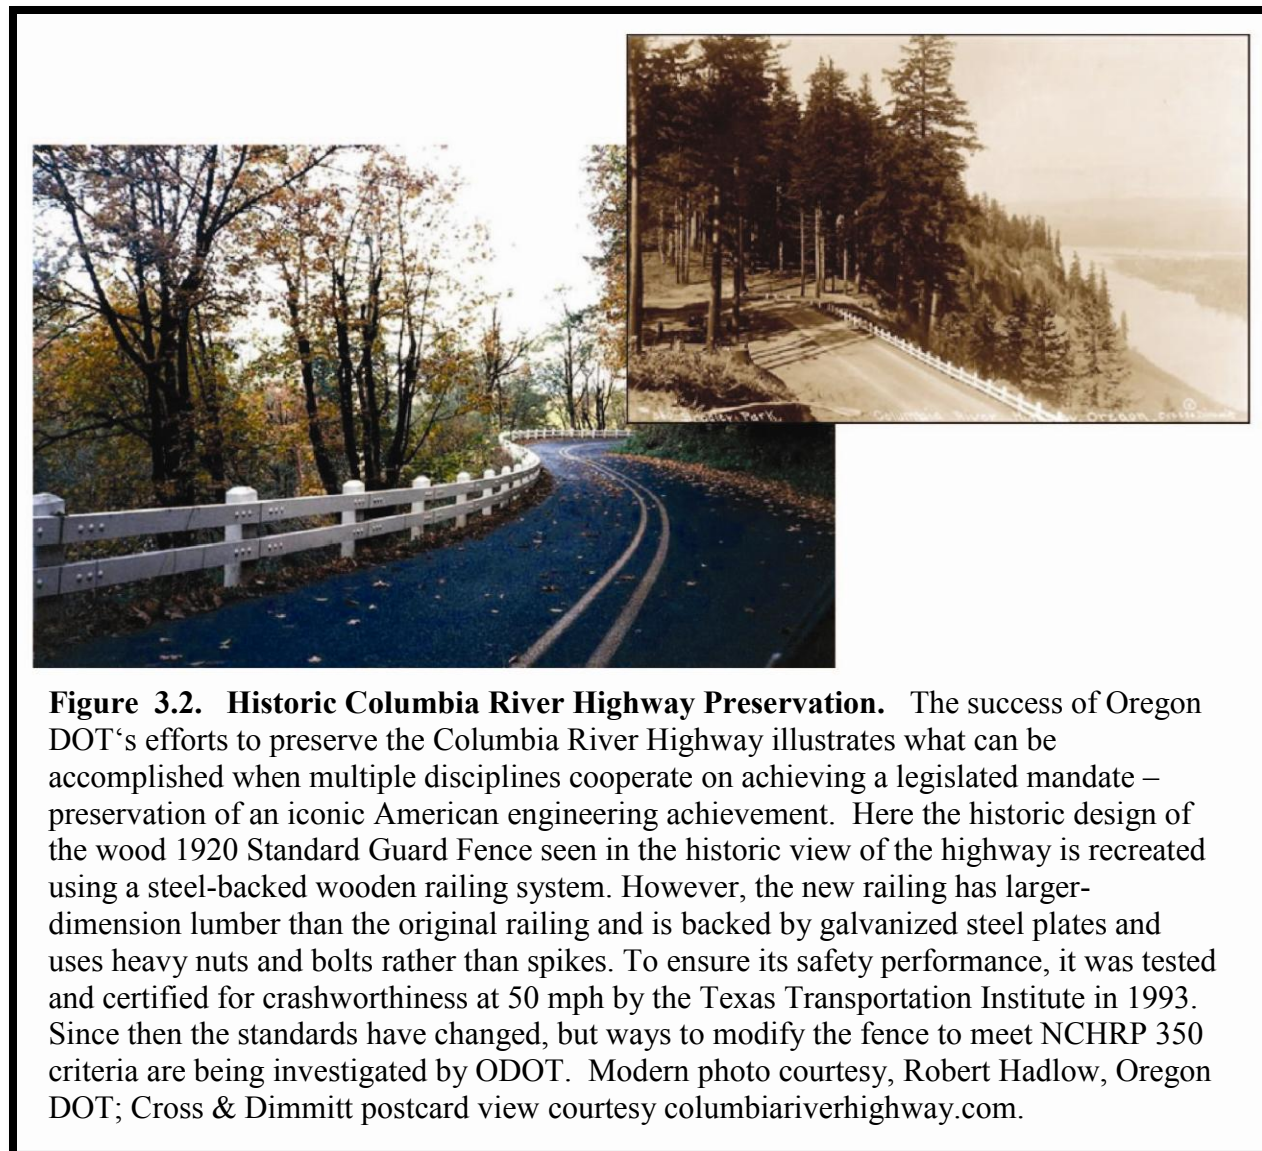 Park,
Columbia River
Oregon
Figure 3.2. Historic Columbia River Highway Preservation. The success of Oregon
DOT‘s efforts to preserve the Columbia River Highway illustrates what can be
accomplished when multiple disciplines cooperate on achieving a legislated mandate –
preservation of an iconic American engineering achievement. Here the historic design of
the wood 1920 Standard Guard Fence seen in the historic view of the highway is recreated
using a steel-backed wooden railing system. However, the new railing has larger-
dimension lumber than the original railing and is backed by galvanized steel plates and
uses heavy nuts and bolts rather than spikes. To ensure its safety performance, it was tested
and certified for crashworthiness at 50 mph by the Texas Transportation Institute in 1993.
Since then the standards have changed, but ways to modify the fence to meet NCHRP 350
criteria are being investigated by ODOT. Modern photo courtesy, Robert Hadlow, Oregon
DOT; Cross & Dimmitt postcard view courtesy columbiariverhighway.com.